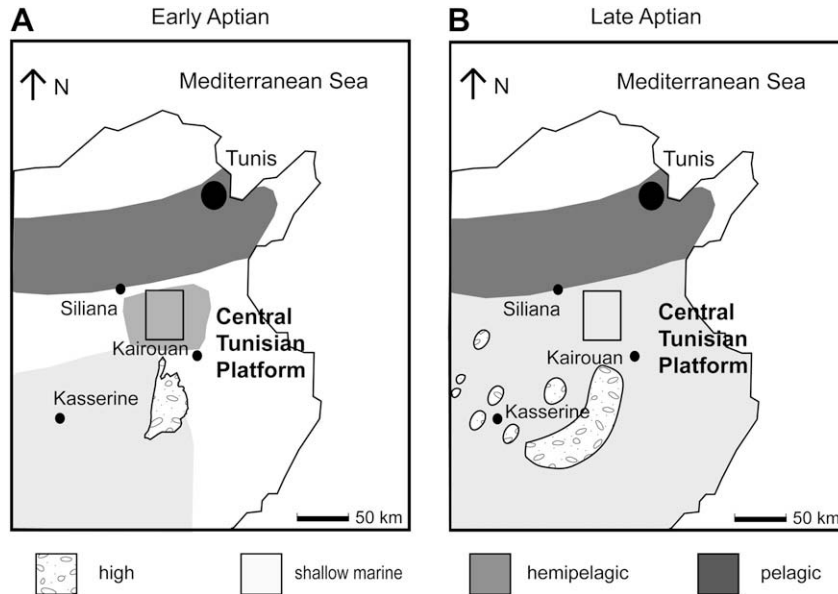 A
Early Aptian
N
Mediterranean Sea
Tunis
Siliana
Central
Tunisian
Platform
Kairouan
Kasserine
50 km
B
Late Aptian
N
Mediterranean Sea
Tunis
Siliana
Central
Tunisian
Platform
Kairouan
Kasserine
50 km
high
shallow marine
hemipelagic
pelagic